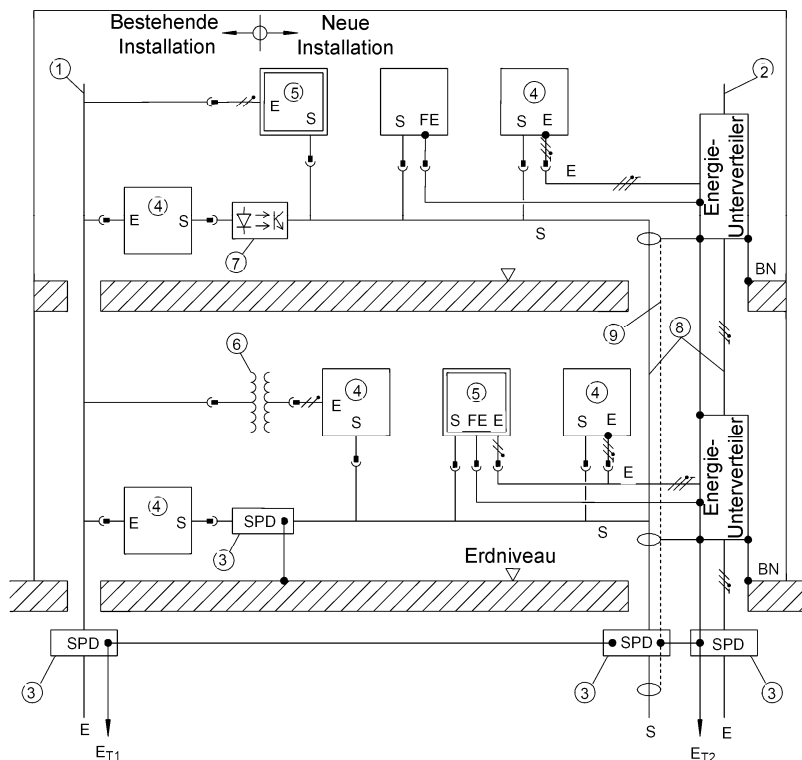 Bestehende
Installation
Neue
Installation
1
2
E
5
S
S FE
4
S E
E
Energie-
Unterverteiler
E
4
S
7
S
BN
9
8
6
4
E
S
5
S FE E
4
S E
E
Energie-
Unterverteiler
E
4
S
SPD
3
S
Erdniveau
BN
SPD
SPD
SPD
3
3
3
E
ET1
S
ET2
E